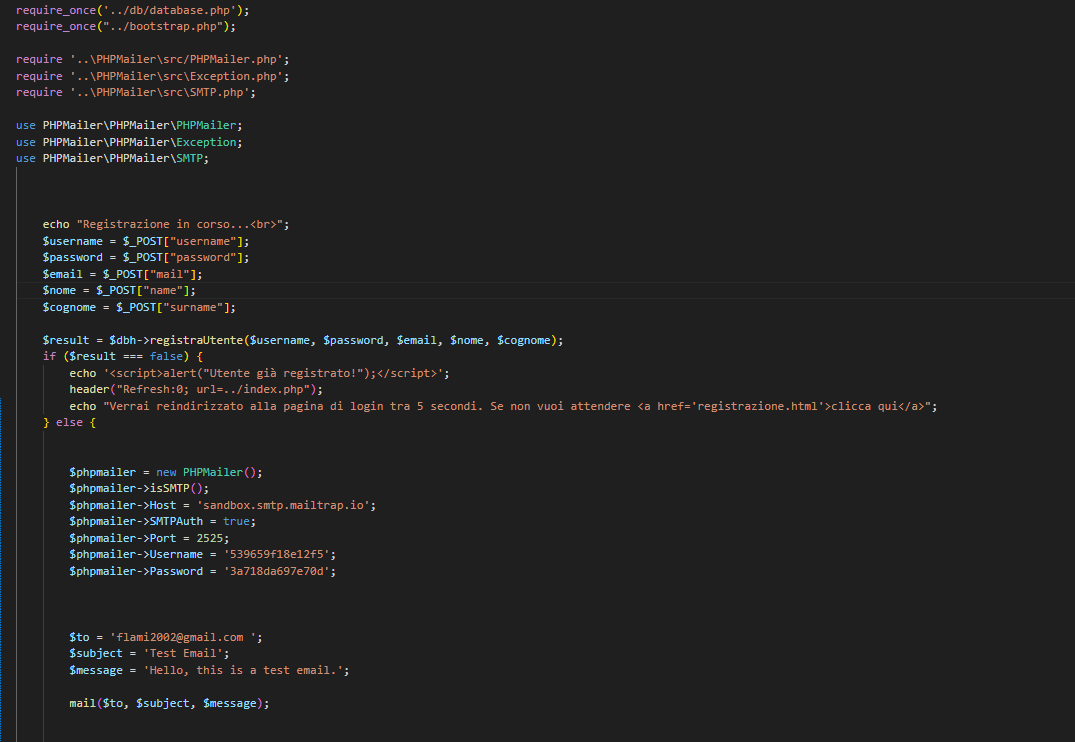 require_once('../db/database.php');
require_once("../bootstrap.php");
require '..\PHPMailer\src/PHPMailer.php';
require '..\PHPMailer\src\Exception.php';
require '..\PHPMailer\src\SMTP.php';
use PHPMailer\PHPMailer\PHPMailer;
use PHPMailer\PHPMailer\Exception;
use PHPMailer\PHPMailer\SMTP;
echo "Registrazione in corso...<br>";
$username = $_POST["username"];
$password = $_POST["password"];
$email = $_POST["mail"];
$nome = $_POST["name"];
$cognome = $_POST["surname"];
$result = $dbh->registraUtente($username, $password, $email, $nome, $cognome);
if ($result === false) {
echo '<script>alert("Utente già registrato!");</script>';
header("Refresh:0; url=../index.php");
echo "Verrai reindirizzato alla pagina di login tra 5 secondi. Se non vuoi attendere <a href='registrazione.html'>clicca qui</a>";
} else {
$phpmailer = new PHPMailer();
$phpmailer->isSMTP();
$phpmailer->Host = 'sandbox.smtp.mailtrap.io';
$phpmailer->SMTPAuth = true;
$phpmailer->Port = 2525;
$phpmailer->Username = '539659f18e12f5';
$phpmailer->Password = '3a718da697e70d';
$to = 'flami2002@gmail.com ';
$subject = 'Test Email';
$message = 'Hello, this is a test email.';
mail($to, $subject, $message);